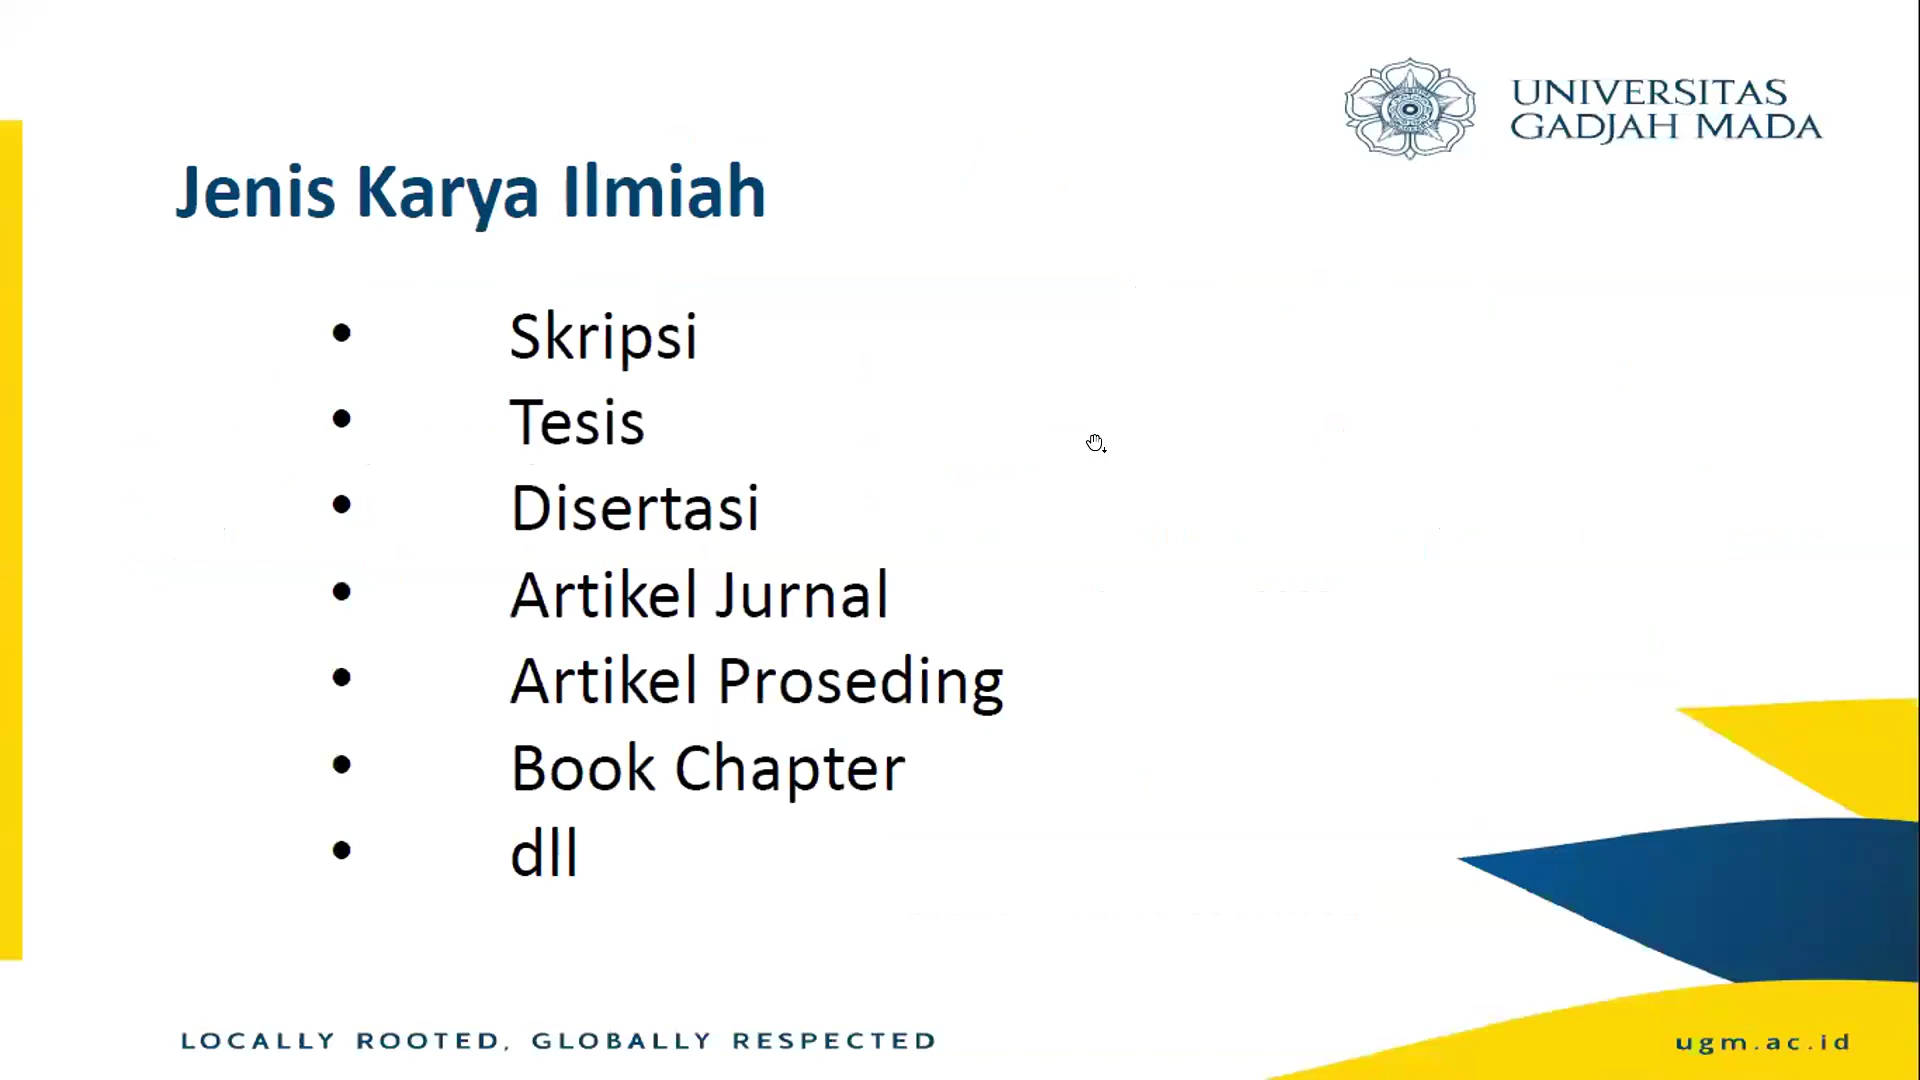 UNIVERSITAS
GADJAH MADA
Jenis Karya Ilmiah
• Skripsi
• Tesis
• Disertasi
• Artikel Jurnal
• Artikel Proseding
• Book Chapter
• dll
LOCALLY ROOTED, GLOBALLY RESPECTED
ugm.ac.id